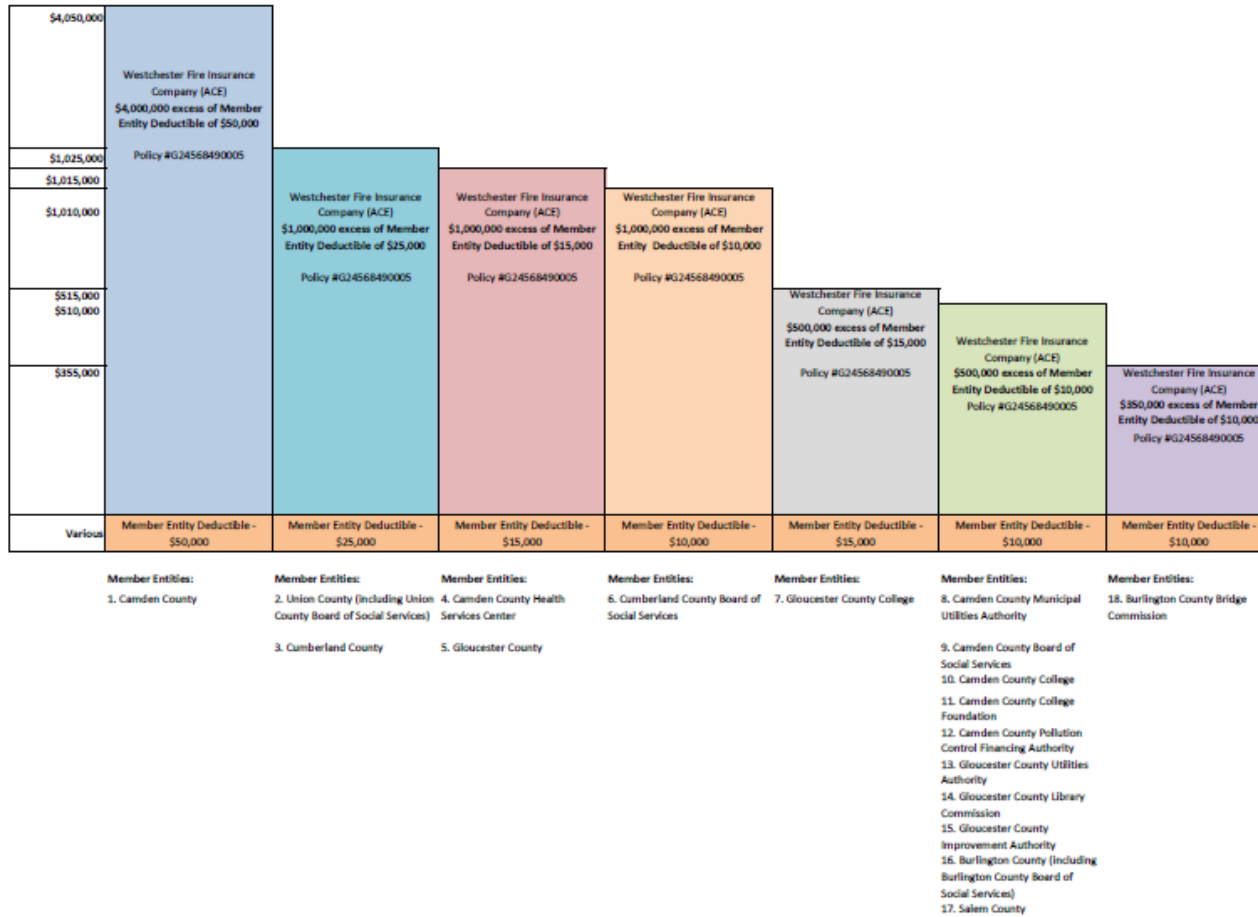 $4,050,000
Westchester Fire Insurance
Company (ACE)
$4,000,000 excess of Member
Entity Deductible of $50,000
Policy #G24568490005
$1,025,000
$1,015,000
$1,010,000
Westchester Fire Insurance
Company (ACE)
$1,000,000 excess of Member
Entity Deductible of $25,000
Policy #G24568490005
Westchester Fire Insurance
Company (ACE)
$1,000,000 excess of Member
Entity Deductible of $15,000
Policy #G24568490005
Westchester Fire Insurance
Company (ACE)
$1,000,000 excess of Member
Entity Deductible of $10,000
Policy #G24568490005
$515,000
$510,000
Westchester Fire Insurance
Company (ACE)
$500,000 excess of Member
Entity Deductible of $15,000
Policy #G24568490005
Westchester Fire Insurance
Company (ACE)
$500,000 excess of Member
Entity Deductible of $10,000
Policy #G24568490005
$355,000
Westchester Fire Insurance
Company (ACE)
$350,000 excess of Member
Entity Deductible of $10,000
Policy #G24568490005
Various
Member Entity Deductible -
$50,000
Member Entity Deductible -
$25,000
Member Entity Deductible -
$15,000
Member Entity Deductible -
$10,000
Member Entity Deductible -
$15,000
Member Entity Deductible -
$10,000
Member Entity Deductible -
$10,000
Member Entities:
1. Camden County
Member Entities:
2. Union County (including Union
County Board of Social Services)
3. Cumberland County
Member Entities:
4. Camden County Health
Services Center
5. Gloucester County
Member Entities:
6. Cumberland County Board of
Social Services
Member Entities:
7. Gloucester County College
Member Entities:
8. Camden County Municipal
Utilities Authority
9. Camden County Board of
Social Services
10. Camden County College
11. Camden County College
Foundation
12. Camden County Pollution
Control Financing Authority
13. Gloucester County Utilities
Authority
14. Gloucester County Library
Commission
15. Gloucester County
Improvement Authority
16. Burlington County (including
Burlington County Board of
Social Services)
17. Salem County
Member Entities:
18. Burlington County Bridge
Commission